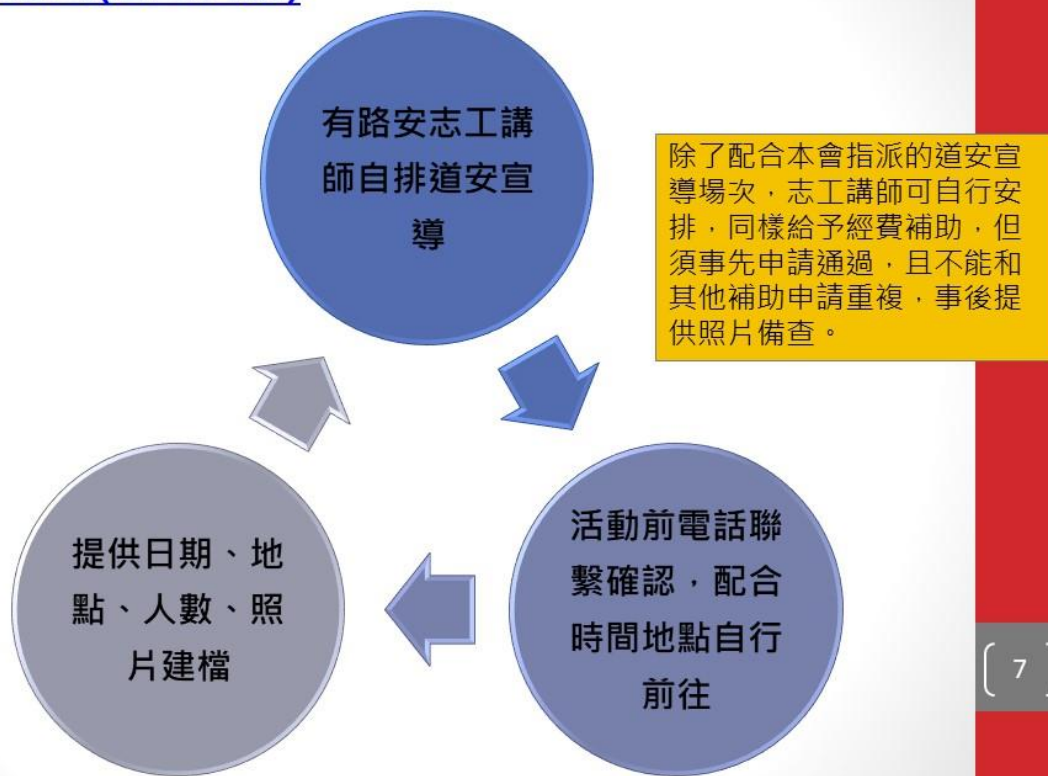 有路安志工講
師自排道安宣
導
除了配合本會指派的道安宣
導場次，志工講師可自行安
排，同樣給予經費補助，但
須事先申請通過，且不能和
其他補助申請重複，事後提
供照片備查。
活動前電話聯
繫確認，配合
時間地點自行
前往
提供日期、地
點、人數、照
片建檔
7